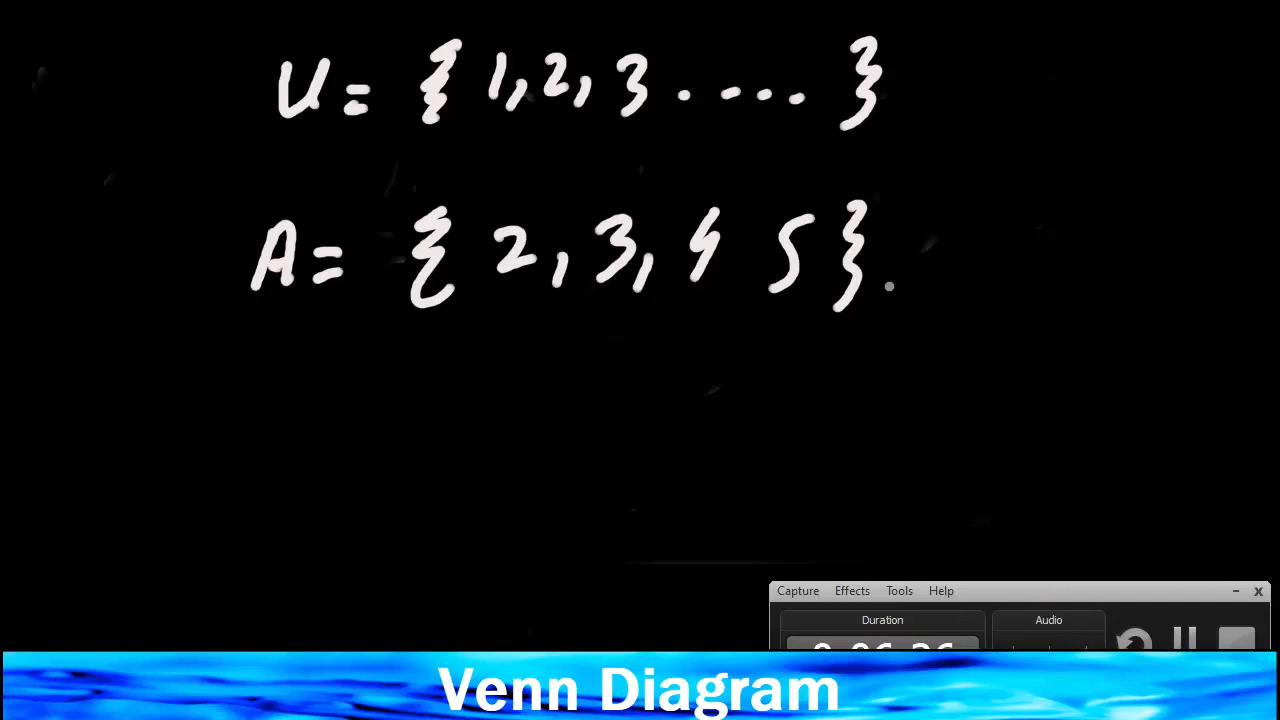 U = { 1, 2, 3 .... }
A = { 2, 3, 4 5 }
Capture Effects Tools Help
Duration Audio
Venn Diagram